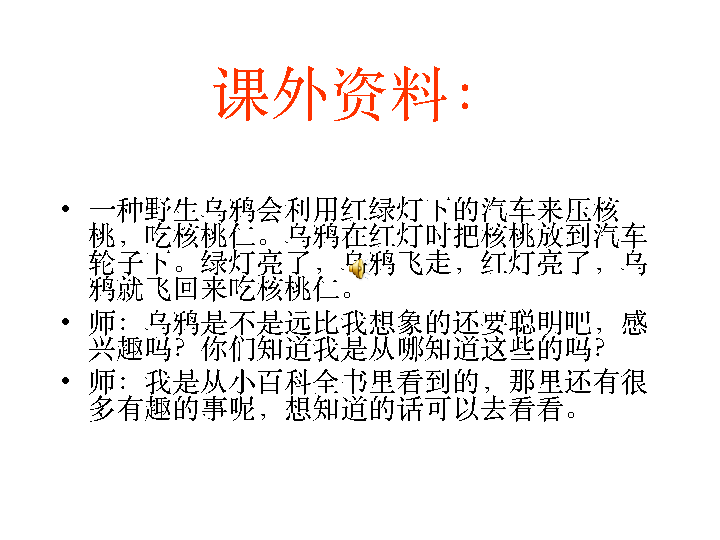 课外资料：
• 一种野生乌鸦会利用红绿灯下的汽车来压核
桃，吃核桃仁。乌鸦在红灯时把核桃放到汽车
轮子下。绿灯亮了，乌鸦飞走，红灯亮了，乌
鸦就飞回来吃核桃仁。
• 师：乌鸦是不是远比我想象的还要聪明吧，感
兴趣吗？你们知道我是从哪知道这些的吗？
• 师：我是从小百科全书里看到的，那里还有很
多有趣的事呢，想知道的话可以去看看。